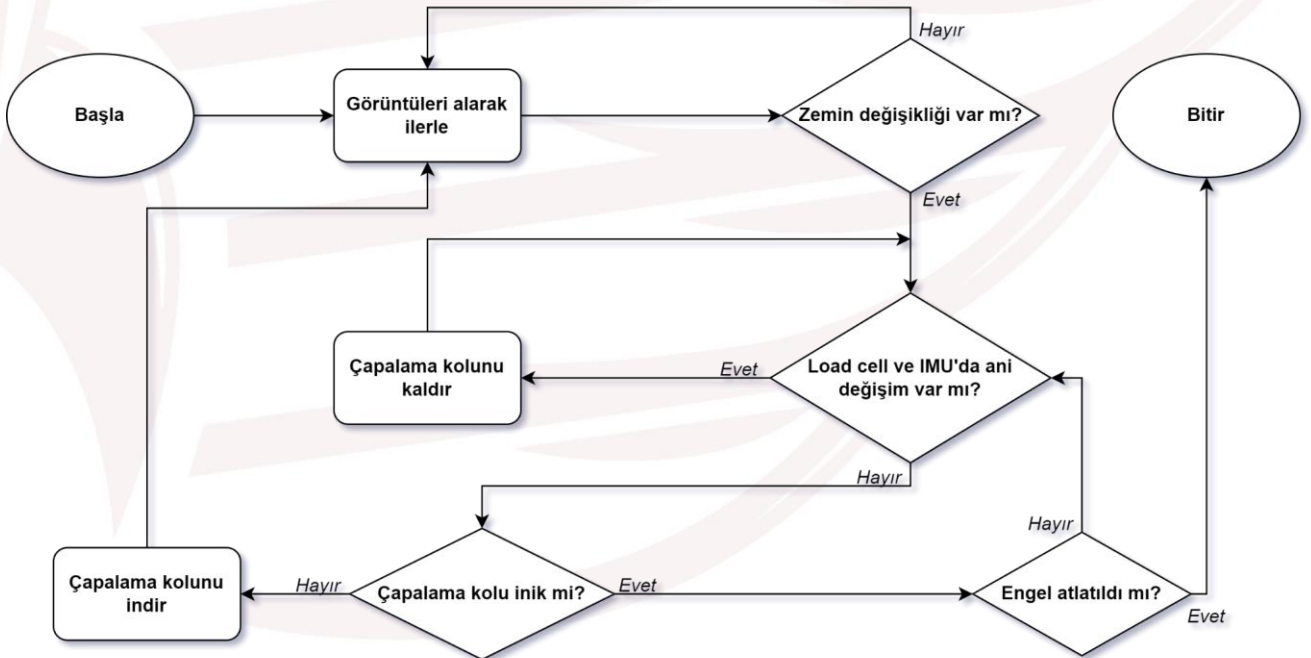 Hayır
Başla
Görüntüleri alarak
ilerle
Zemin değişikliği var mı?
Bitir
Evet
Çapalama kolunu
kaldır
Evet
Load cell ve IMU'da ani
değişim var mı?
Hayır
Hayır
Çapalama kolunu
indir
Hayır
Çapalama kolu inik mi?
Evet
Engel atlatıldı mı?
Evet